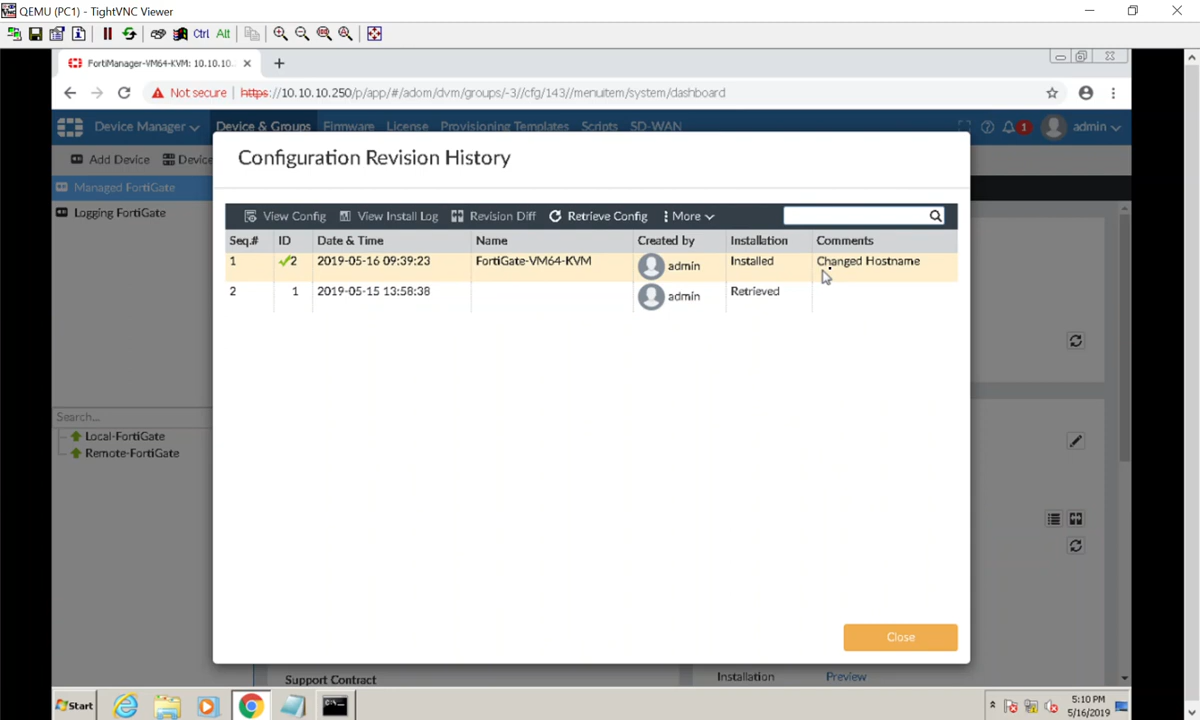 QEMU (PC1) - TightVNC Viewer
Ctrl Alt
FortiManager-VM64-KVM: 10.10.10..
Not secure | https://10.10.10.250/p/app/#/adom/dvm/groups/-3//cfg/143//menuitem/system/dashboard
Device Manager Device & Groups Firmware License Provisioning Templates Scripts SD-WAN 1 admin
Add Device Device
Managed FortiGate
Logging FortiGate
Search...
Local-FortiGate
Remote-FortiGate
Configuration Revision History
View Config View Install Log Revision Diff Retrieve Config More
Seq.# ID Date & Time Name Created by Installation Comments
1 2 2019-05-16 09:39:23 FortiGate-VM64-KVM admin Installed Changed Hostname
2 1 2019-05-15 13:58:38 admin Retrieved
Close
Support Contract Installation Preview
Start 5:10 PM
5/16/2019